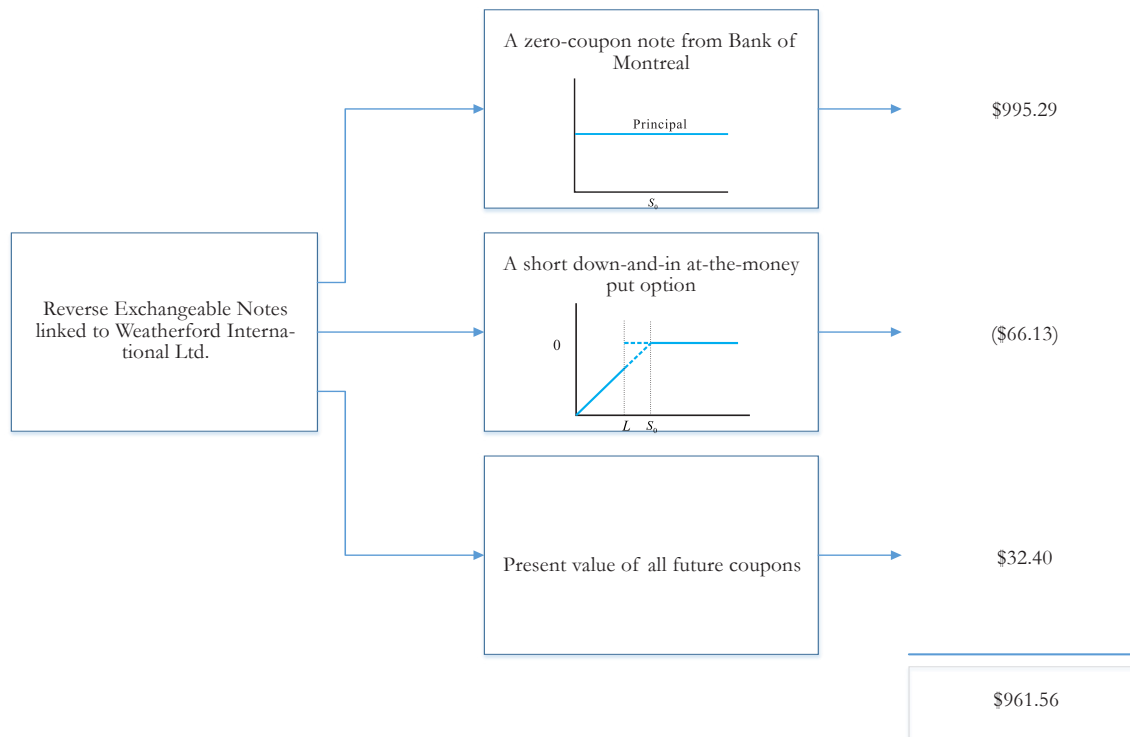 A zero-coupon note from Bank of
Montreal
Principal
S₀
$995.29
Reverse Exchangeable Notes
linked to Weatherford Interna-
tional Ltd.
A short down-and-in at-the-money
put option
0
L S₀
($66.13)
Present value of all future coupons
$32.40
$961.56